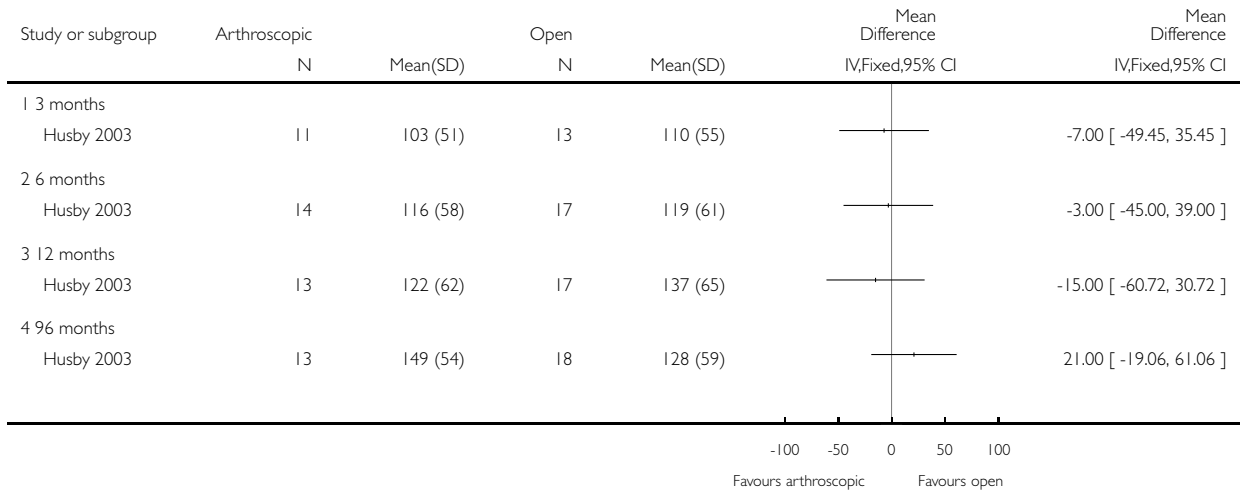 Mean Mean
Study or subgroup Arthroscopic Open Difference Difference
N Mean(SD) N Mean(SD) IV,Fixed,95% CI IV,Fixed,95% CI
1 3 months
Husby 2003 11 103 (51) 13 110 (55) -7.00 [ -49.45, 35.45 ]
2 6 months
Husby 2003 14 116 (58) 17 119 (61) -3.00 [ -45.00, 39.00 ]
3 12 months
Husby 2003 13 122 (62) 17 137 (65) -15.00 [ -60.72, 30.72 ]
4 96 months
Husby 2003 13 149 (54) 18 128 (59) 21.00 [ -19.06, 61.06 ]
-100 -50 0 50 100
Favours arthroscopic Favours open